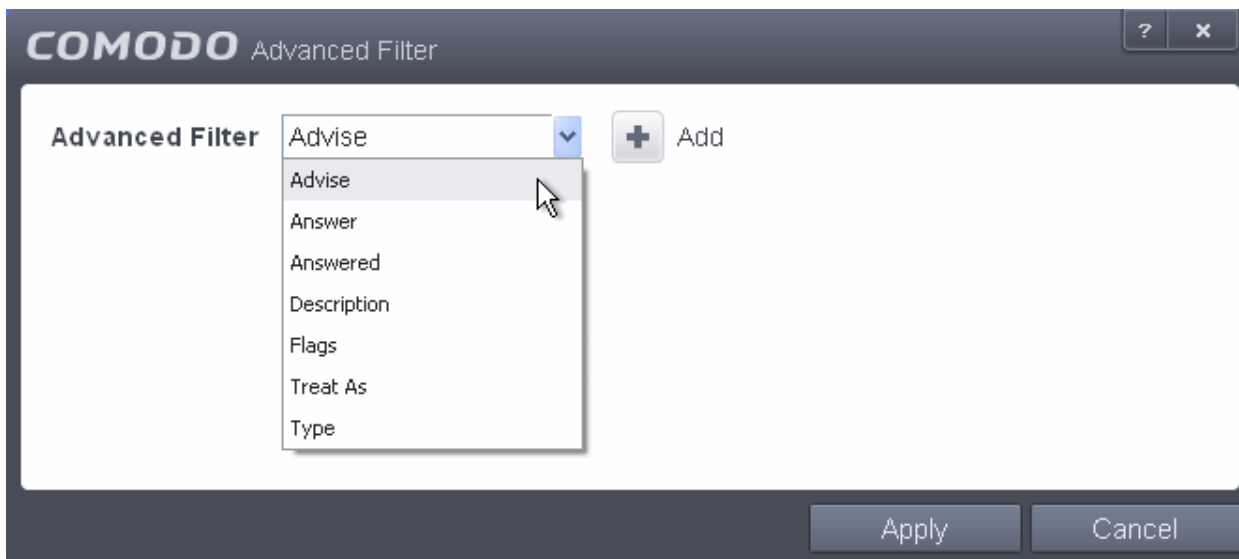 COMODO Advanced Filter
? x
Advanced Filter Advise + Add
Advise
Answer
Answered
Description
Flags
Treat As
Type
Apply Cancel